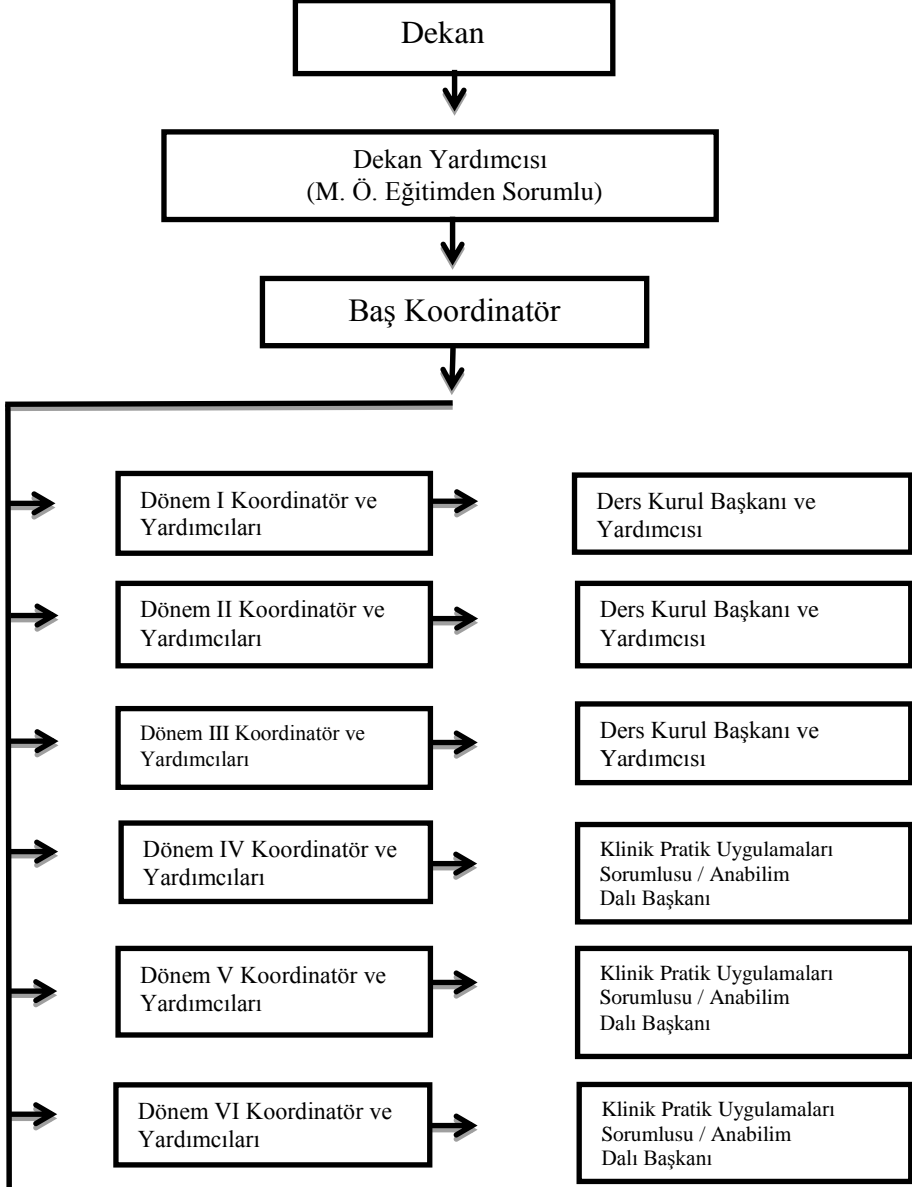 Dekan
Dekan Yardımcısı
(M. Ö. Eğitimden Sorumlu)
Baş Koordinatör
Dönem I Koordinatör ve
Yardımcıları
Ders Kurul Başkanı ve
Yardımcısı
Dönem II Koordinatör ve
Yardımcıları
Ders Kurul Başkanı ve
Yardımcısı
Dönem III Koordinatör ve
Yardımcıları
Ders Kurul Başkanı ve
Yardımcısı
Dönem IV Koordinatör ve
Yardımcıları
Klinik Pratik Uygulamaları
Sorumlusu / Anabilim
Dalı Başkanı
Dönem V Koordinatör ve
Yardımcıları
Klinik Pratik Uygulamaları
Sorumlusu / Anabilim
Dalı Başkanı
Dönem VI Koordinatör ve
Yardımcıları
Klinik Pratik Uygulamaları
Sorumlusu / Anabilim
Dalı Başkanı